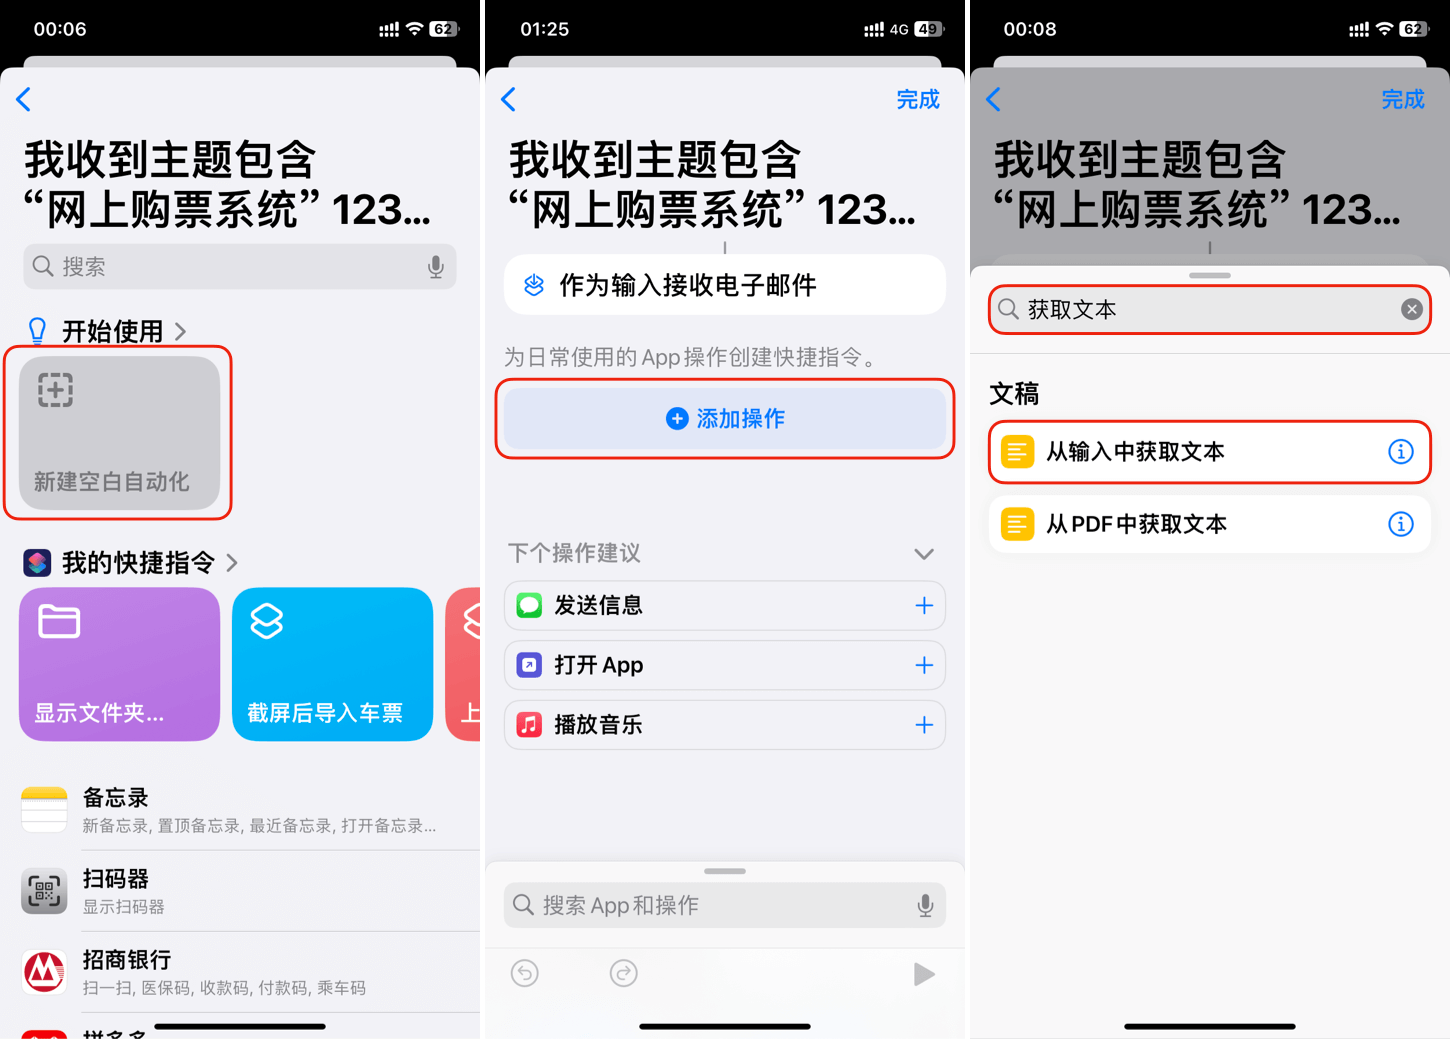 00:06
62
我收到主题包含
“网上购票系统” 123...
搜索
开始使用
新建空白自动化
我的快捷指令
显示文件夹...
截屏后导入车票
上
备忘录
新备忘录, 置顶备忘录, 最近备忘录, 打开备忘录...
扫码器
显示扫码器
招商银行
扫一扫, 医保码, 收款码, 付款码, 乘车码
拼多多
01:25
4G
49
完成
我收到主题包含
“网上购票系统” 123...
作为输入接收电子邮件
为日常使用的 App 操作创建快捷指令。
添加操作
下个操作建议
发送信息
打开 App
播放音乐
搜索 App 和操作
00:08
62
完成
我收到主题包含
“网上购票系统” 123...
获取文本
文稿
从输入中获取文本
从 PDF 中获取文本